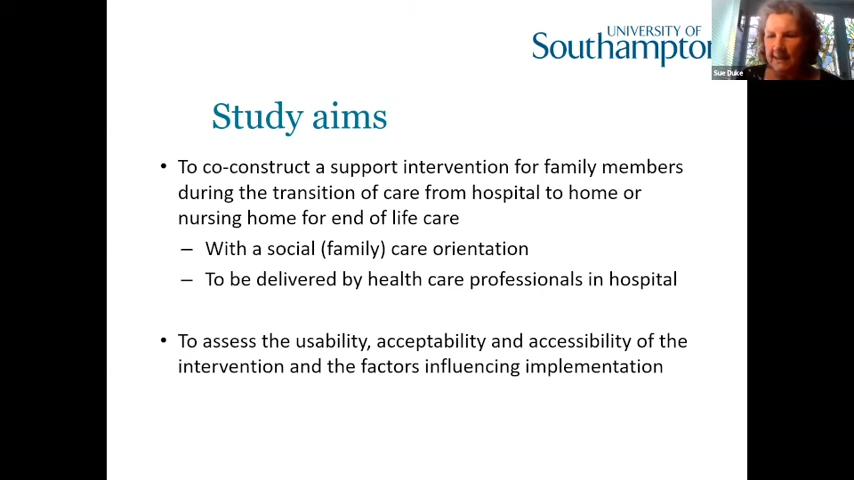 UNIVERSITY OF
Southampton
Sue Duke
Study aims
• To co-construct a support intervention for family members
during the transition of care from hospital to home or
nursing home for end of life care
– With a social (family) care orientation
– To be delivered by health care professionals in hospital
• To assess the usability, acceptability and accessibility of the
intervention and the factors influencing implementation